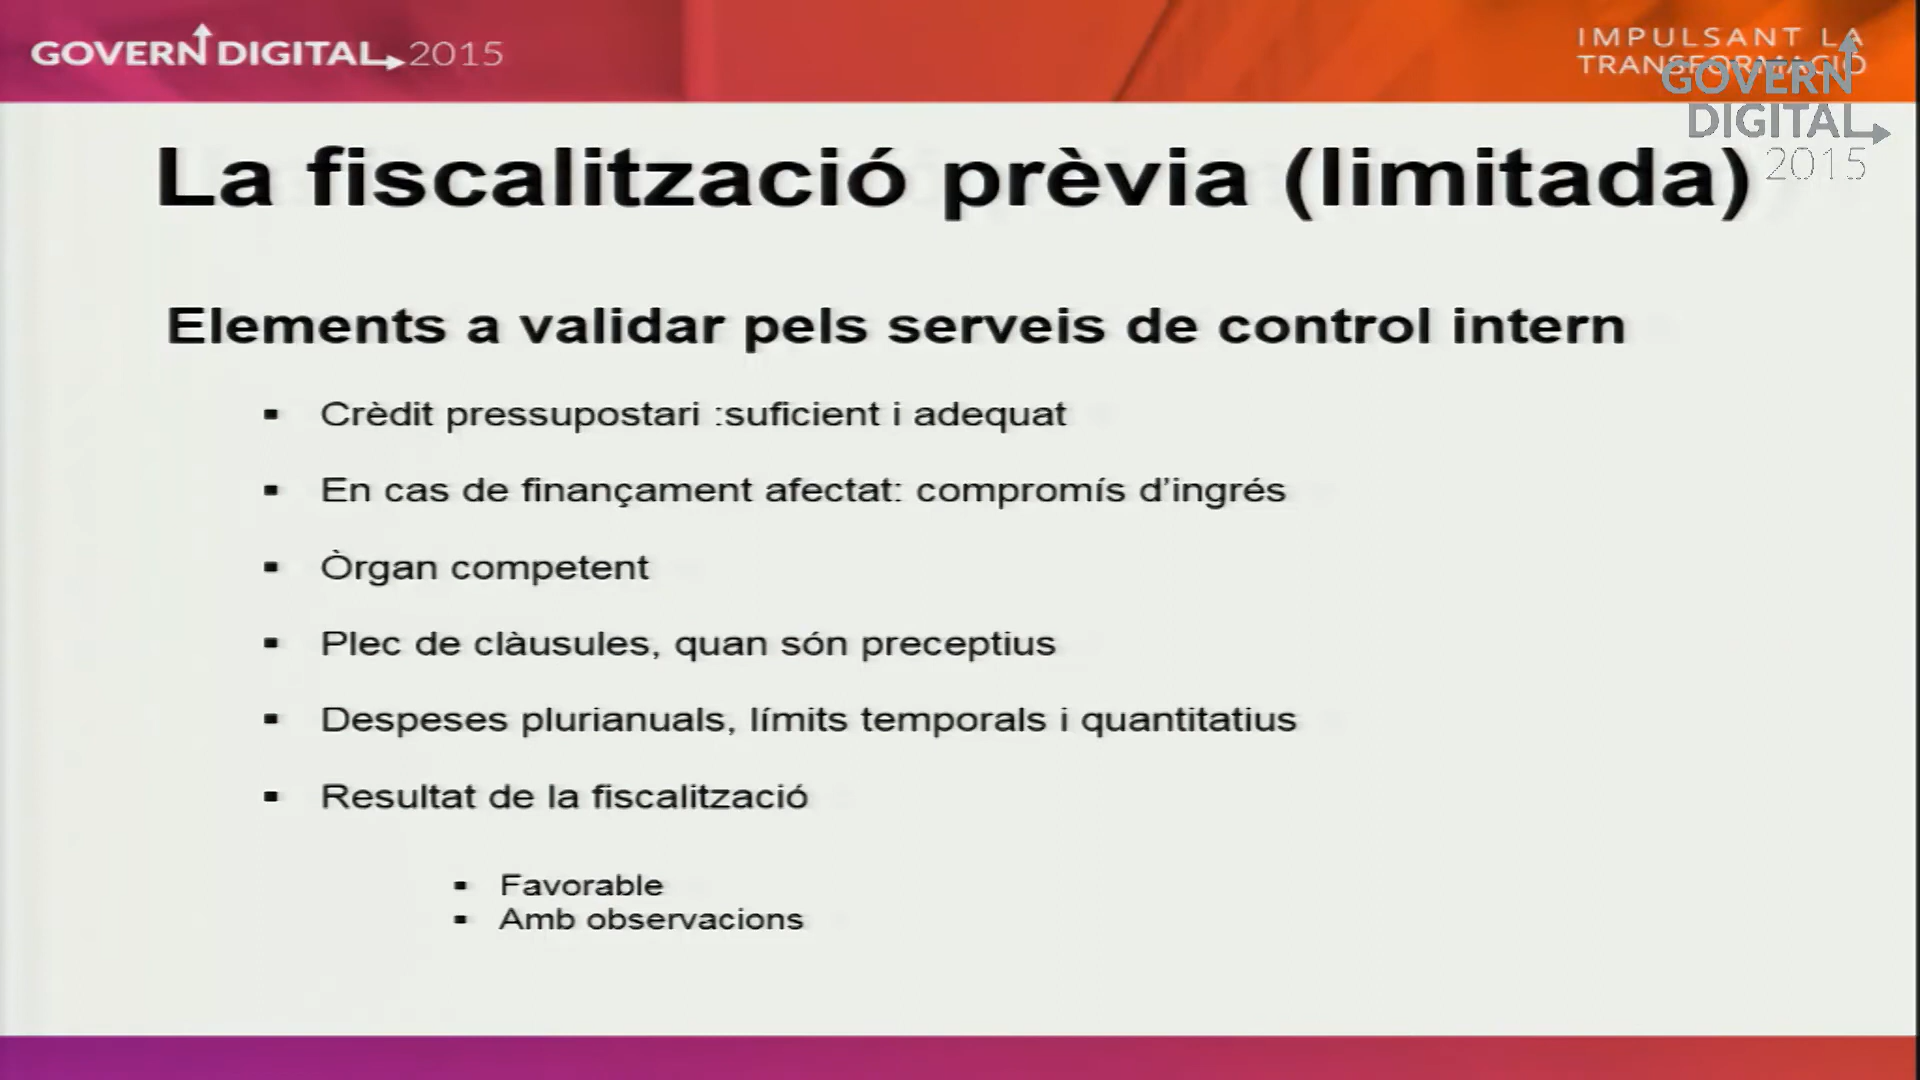 GOVERN DIGITAL 2015
IMPULSANT LA
TRANSFORMACIÓ
GOVERN
DIGITAL
2015
La fiscalització prèvia (limitada)
Elements a validar pels serveis de control intern
▪ Crèdit pressupostari :suficient i adequat
▪ En cas de finançament afectat: compromís d’ingrés
▪ Òrgan competent
▪ Plec de clàusules, quan són preceptius
▪ Despeses plurianuals, límits temporals i quantitatius
▪ Resultat de la fiscalització
▪ Favorable
▪ Amb observacions